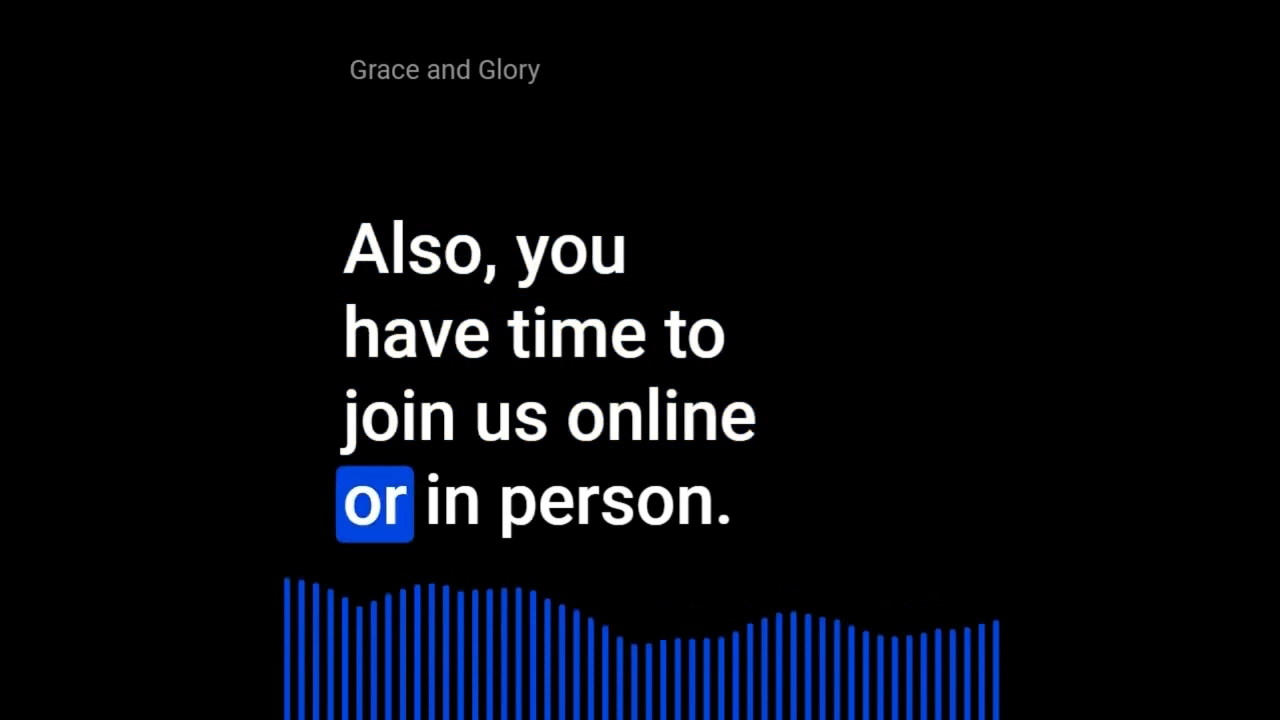 Grace and Glory
Also, you
have time to
join us online
or in person.